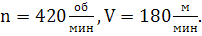 n = 420 об/мин, V = 180 м/мин.